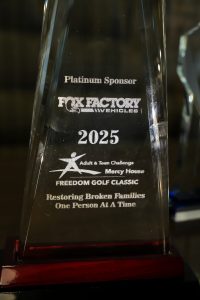 Platinum Sponsor
FOX FACTORY
VEHICLES
2025
Adult & Teen Challenge
Mercy House
FREEDOM GOLF CLASSIC
Restoring Broken Families
One Person At A Time